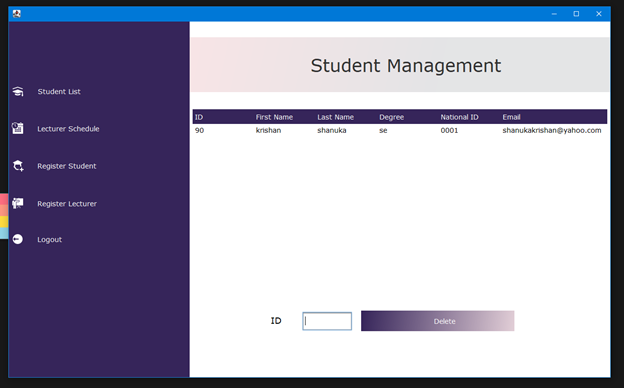 Student Management
Student List
Lecturer Schedule
Register Student
Register Lecturer
Logout
ID First Name Last Name Degree National ID Email
90 krishan shanuka se 0001 shanukakrishan@yahoo.com
ID Delete